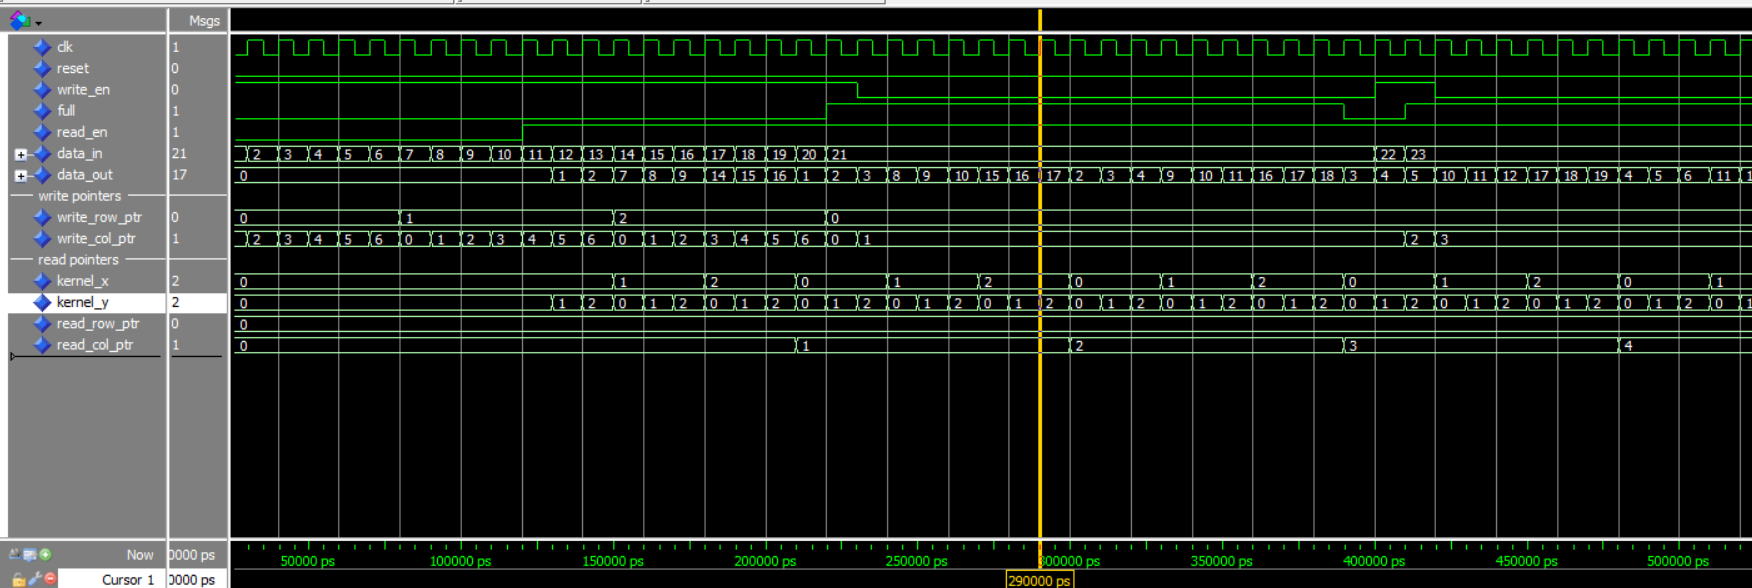 Msgs
clk 1
reset 0
write_en 0
full 1
read_en 1
data_in 21 2 3 4 5 6 7 8 9 10 11 12 13 14 15 16 17 18 19 20 21 22 23
data_out 17 0 1 2 7 8 9 14 15 16 1 2 3 8 9 10 15 16 17 2 3 4 9 10 11 16 17 18 3 4 5 10 11 12 17 18 19 4 5 6 11 1
write pointers
write_row_ptr 0 0 1 2 0
write_col_ptr 1 2 3 4 5 6 0 1 2 3 4 5 6 0 1 2 3 4 5 6 0 1 2 3
read pointers
kernel_x 2 0 1 2 0 1 2 0 1 2 0 1 2 0 1
kernel_y 2 0 1 2 0 1 2 0 1 2 0 1 2 0 1 2 0 1 2 0 1 2 0 1 2 0 1 2 0 1 2 0 1 2 0 1 2 0 1 2 0 1
read_row_ptr 0 0
read_col_ptr 1 0 1 2 3 4
Now 0000 ps 50000 ps 100000 ps 150000 ps 200000 ps 250000 ps 300000 ps 350000 ps 400000 ps 450000 ps 500000 ps
Cursor 1 0000 ps 290000 ps